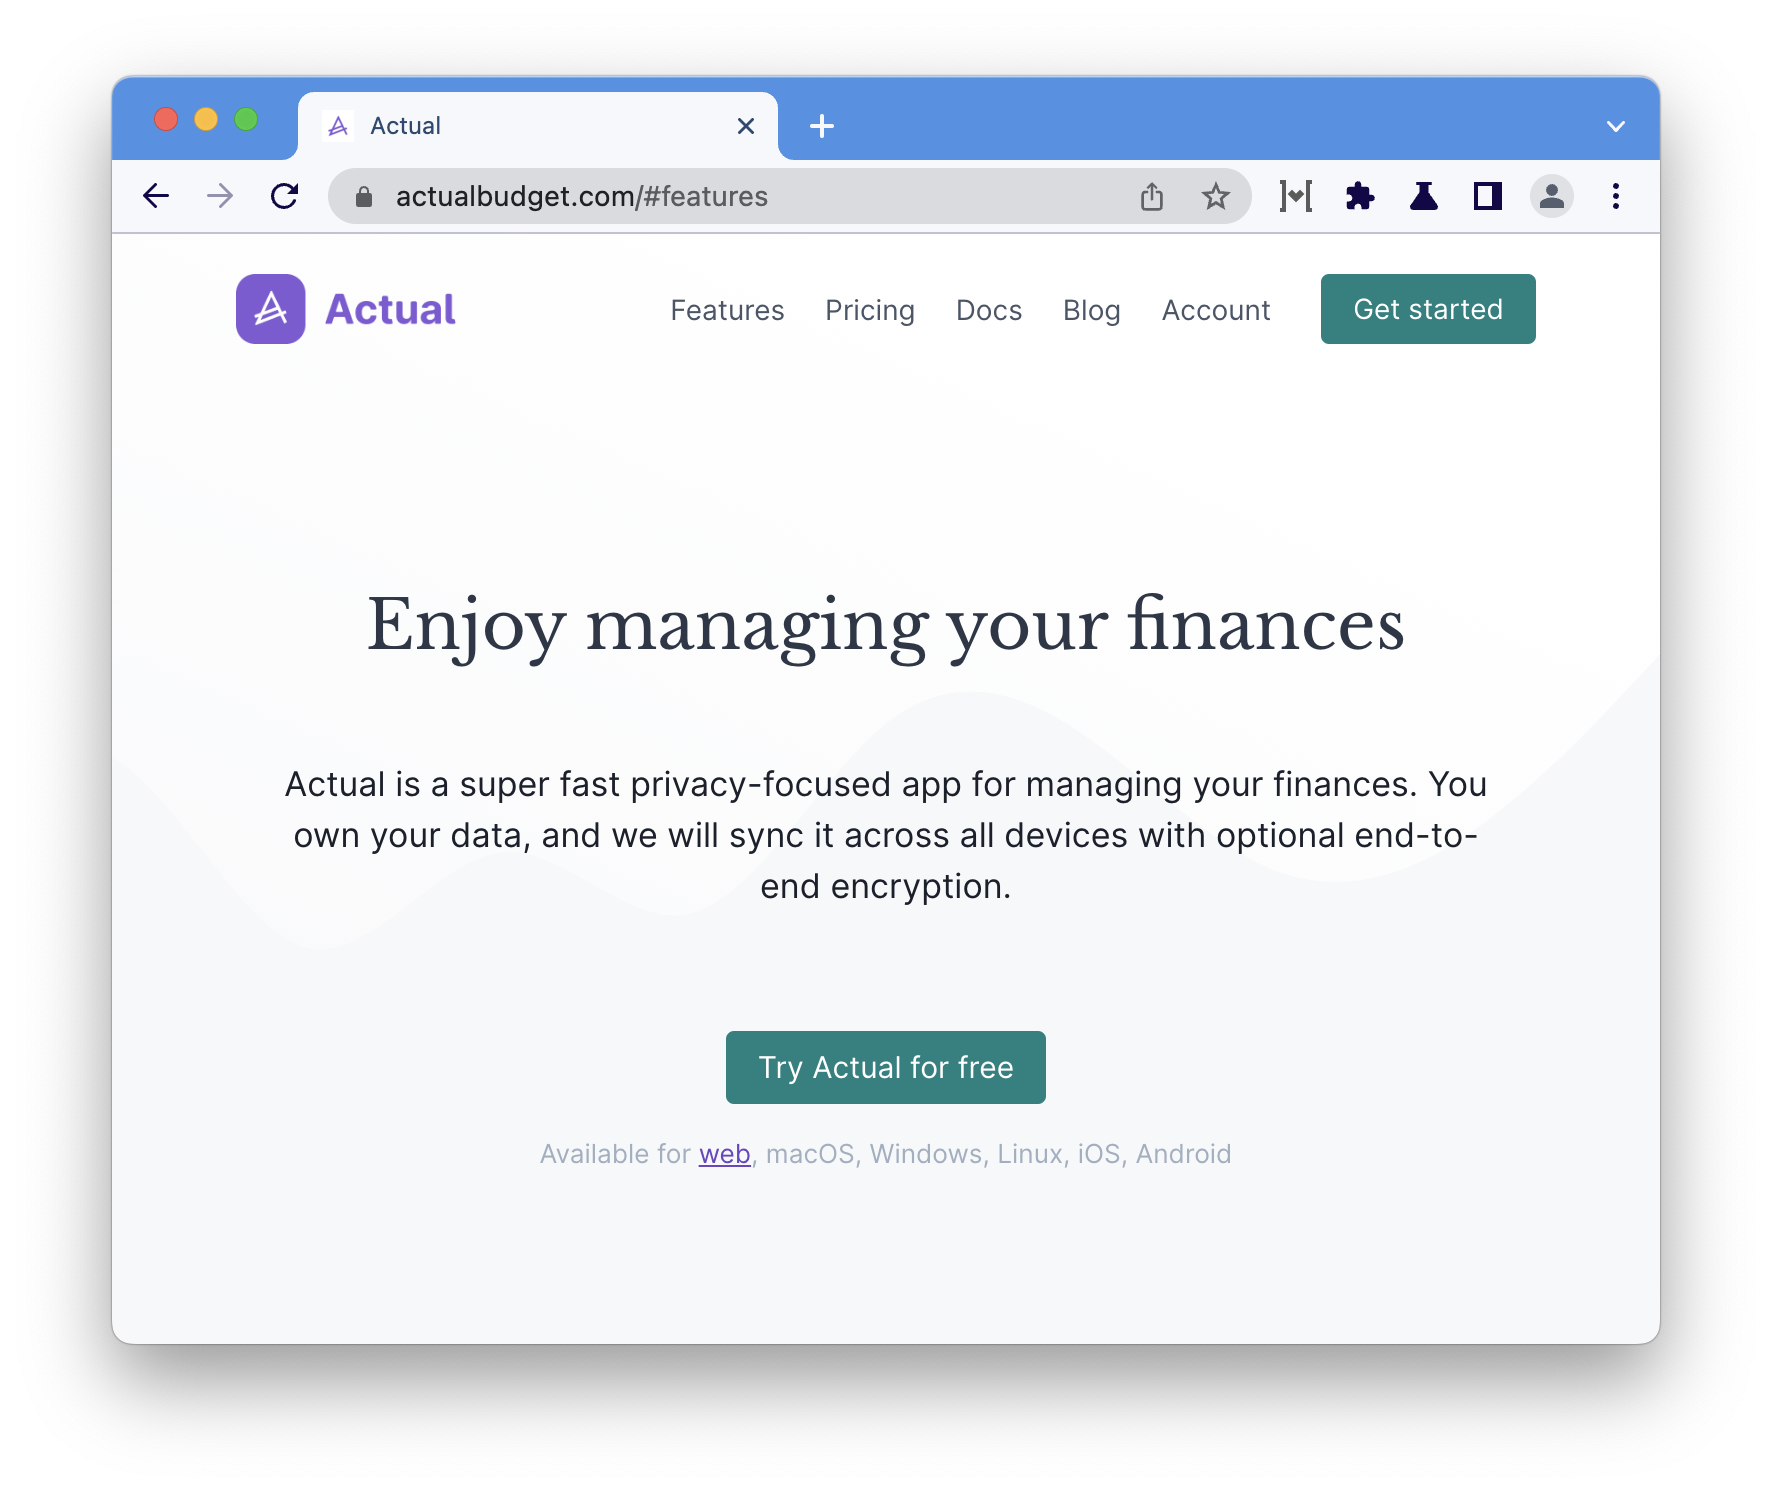 Actual
actualbudget.com/#features
Actual
Features
Pricing
Docs
Blog
Account
Get started
Enjoy managing your finances
Actual is a super fast privacy-focused app for managing your finances. You
own your data, and we will sync it across all devices with optional end-to-
end encryption.
Try Actual for free
Available for web, macOS, Windows, Linux, iOS, Android